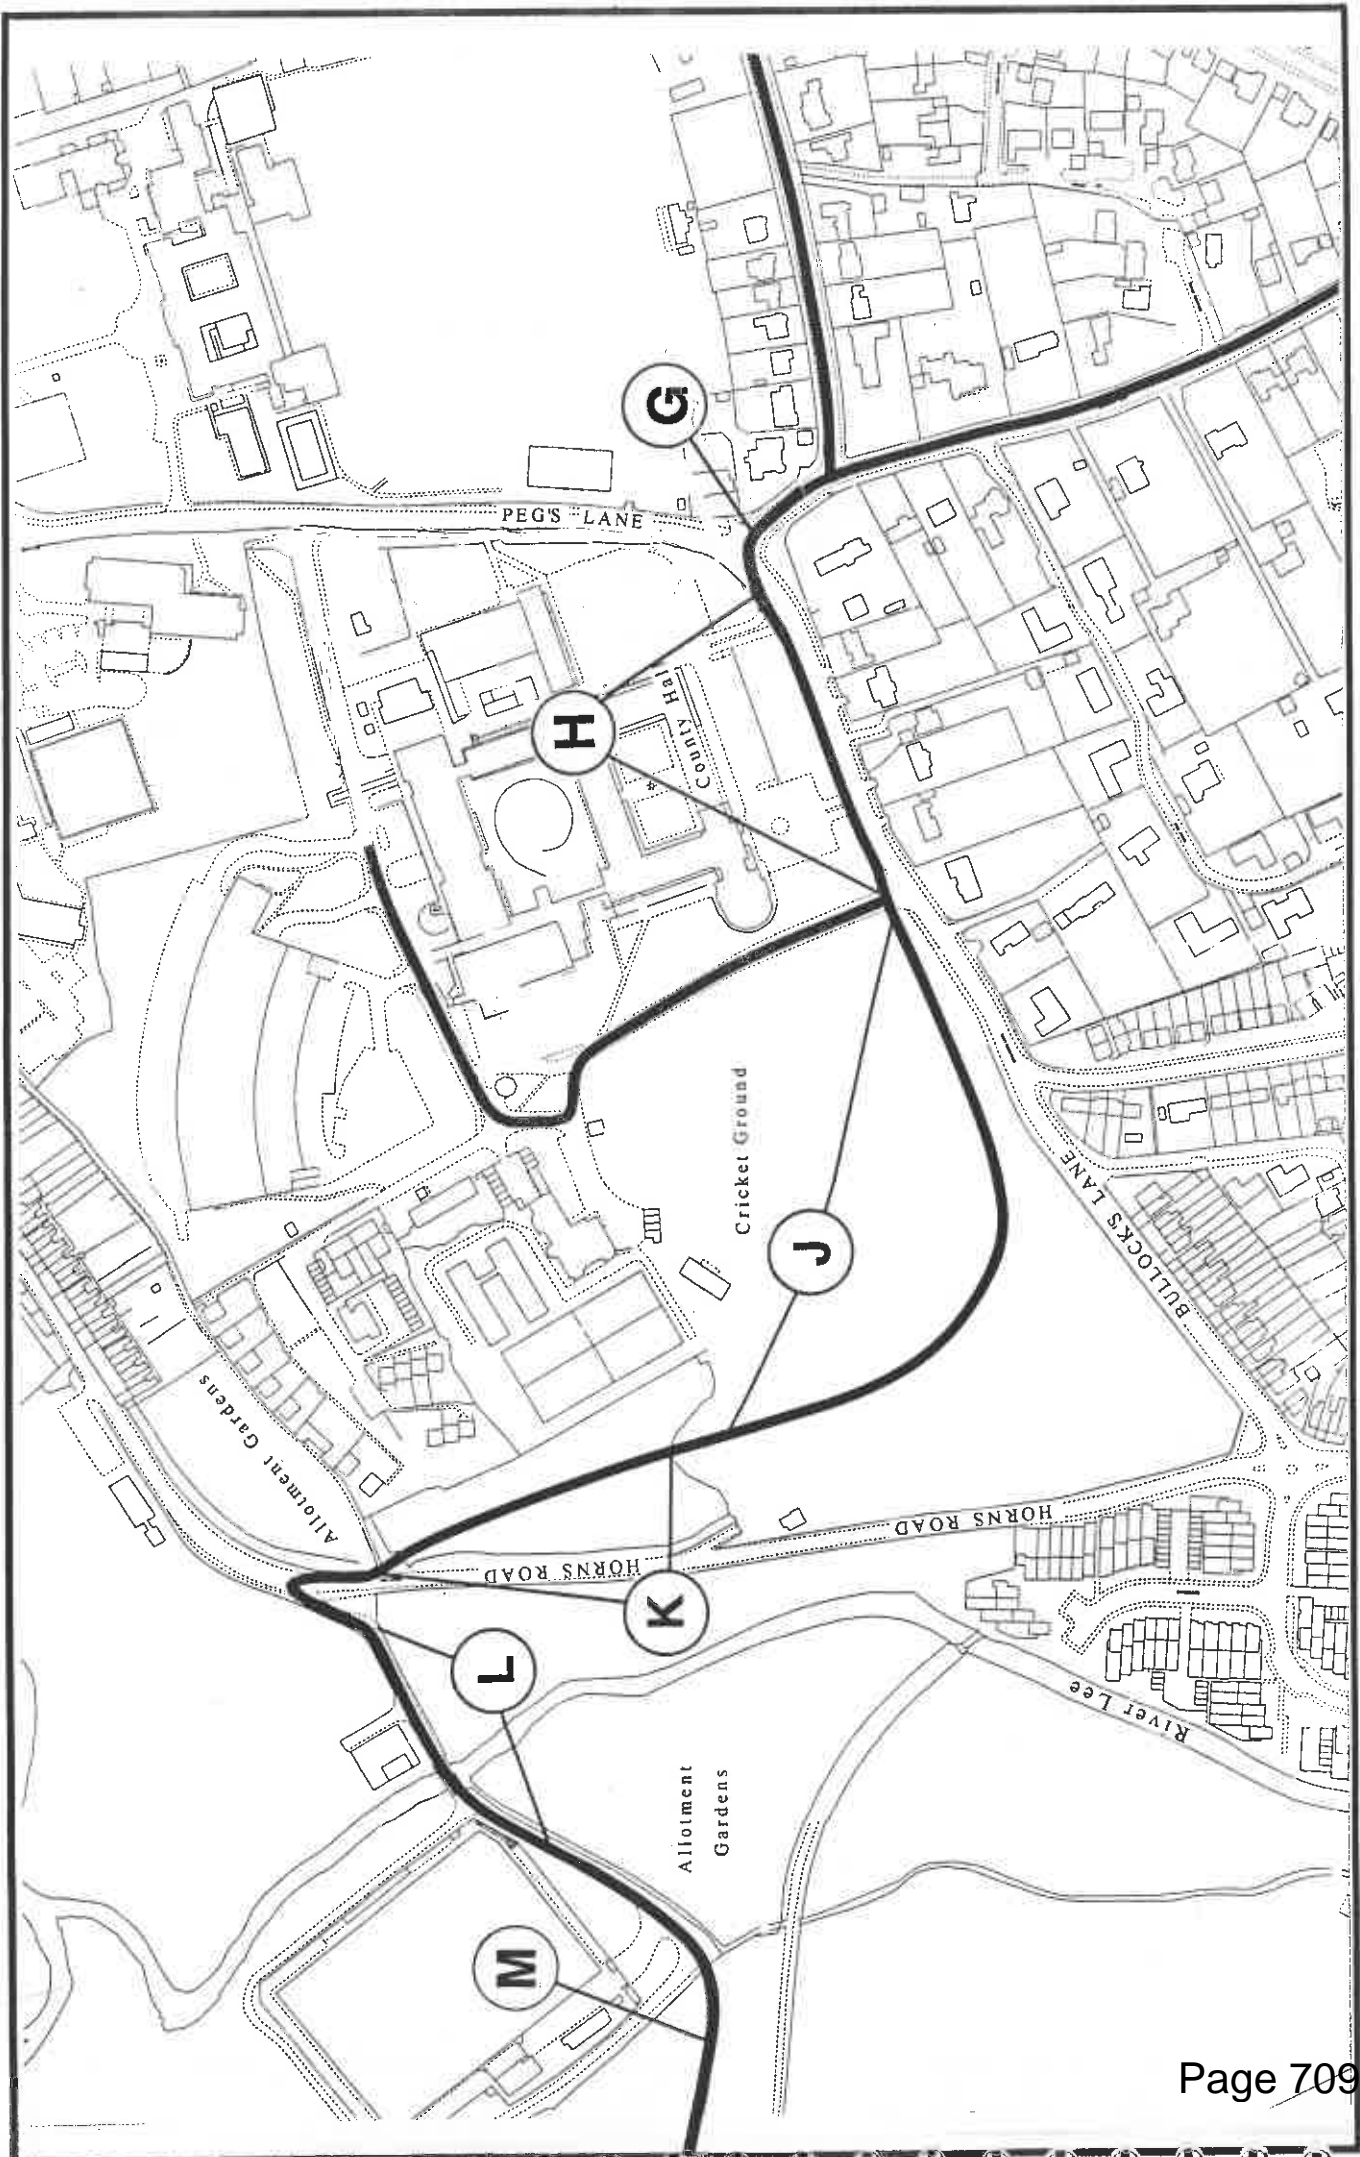 G
PEG'S LANE
H
County Hall
Cricket Ground
J
BULLOCK'S LANE
Allotment Gardens
HORNS ROAD
HORNS ROAD
K
L
River Lee
Allotment
Gardens
M
Page 709